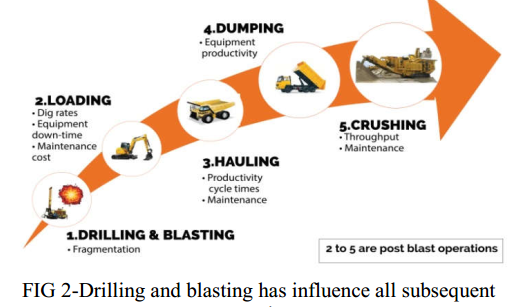 4.DUMPING
• Equipment
productivity
2.LOADING
• Dig rates
• Equipment
down-time
• Maintenance
cost
5.CRUSHING
• Throughput
• Maintenance
3.HAULING
• Productivity
cycle times
• Maintenance
1.DRILLING & BLASTING
• Fragmentation
2 to 5 are post blast operations
FIG 2-Drilling and blasting has influence all subsequent